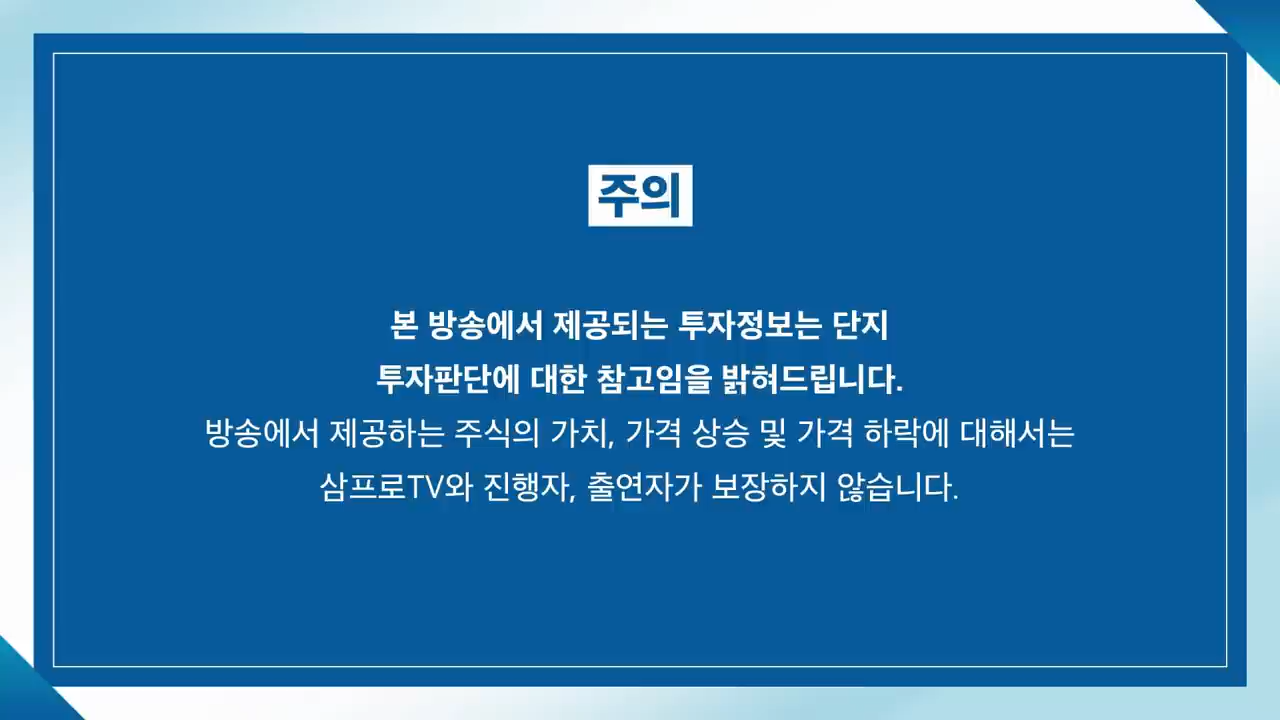 주의
본 방송에서 제공되는 투자정보는 단지
투자판단에 대한 참고임을 밝혀드립니다.
방송에서 제공하는 주식의 가치, 가격 상승 및 가격 하락에 대해서는
삼프로TV와 진행자, 출연자가 보장하지 않습니다.